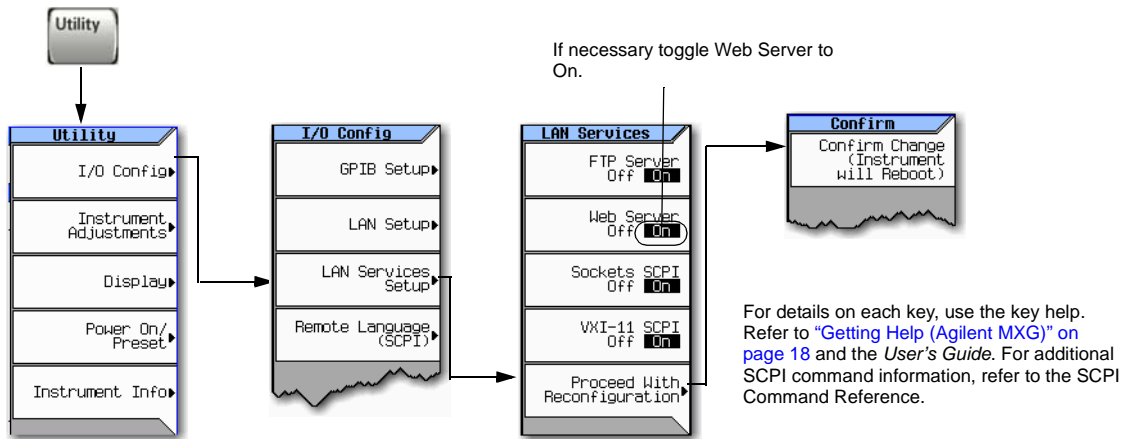 Utility
If necessary toggle Web Server to
On.
Utility
I/O Config
Instrument
Adjustments
Display
Power On/
Preset
Instrument Info
I/O Config
GPIB Setup
LAN Setup
LAN Services
Setup
Remote Language
(SCPI)
LAN Services
FTP Server
Off On
Web Server
Off On
Sockets SCPI
Off On
VXI-11 SCPI
Off On
Proceed With
Reconfiguration
Confirm
Confirm Change
(Instrument
will Reboot)
For details on each key, use the key help.
Refer to “Getting Help (Agilent MXG)” on
page 18 and the User’s Guide. For additional
SCPI command information, refer to the SCPI
Command Reference.